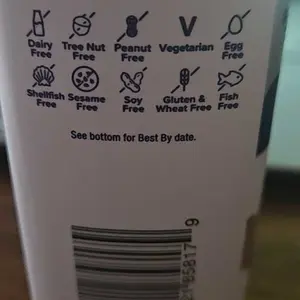 Dairy Free
Tree Nut Free
Peanut Free
Vegetarian
Egg Free
Shellfish Free
Sesame Free
Soy Free
Gluten & Wheat Free
Fish Free
See bottom for Best By date.
9